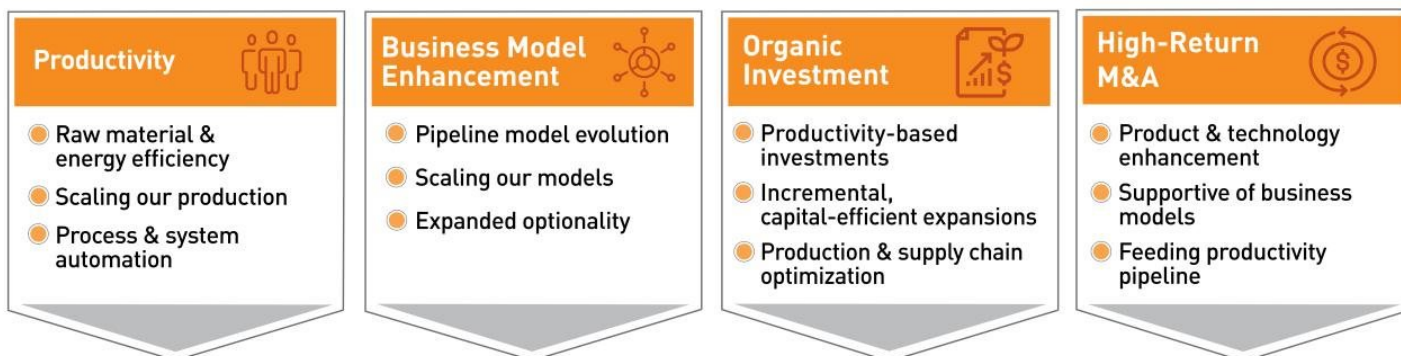 Productivity
Raw material &
energy efficiency
Scaling our production
Process & system
automation
Business Model
Enhancement
Pipeline model evolution
Scaling our models
Expanded optionality
Organic
Investment
$
Productivity-based
investments
Incremental,
capital-efficient expansions
Production & supply chain
optimization
High-Return
M&A
$
Product & technology
enhancement
Supportive of business
models
Feeding productivity
pipeline